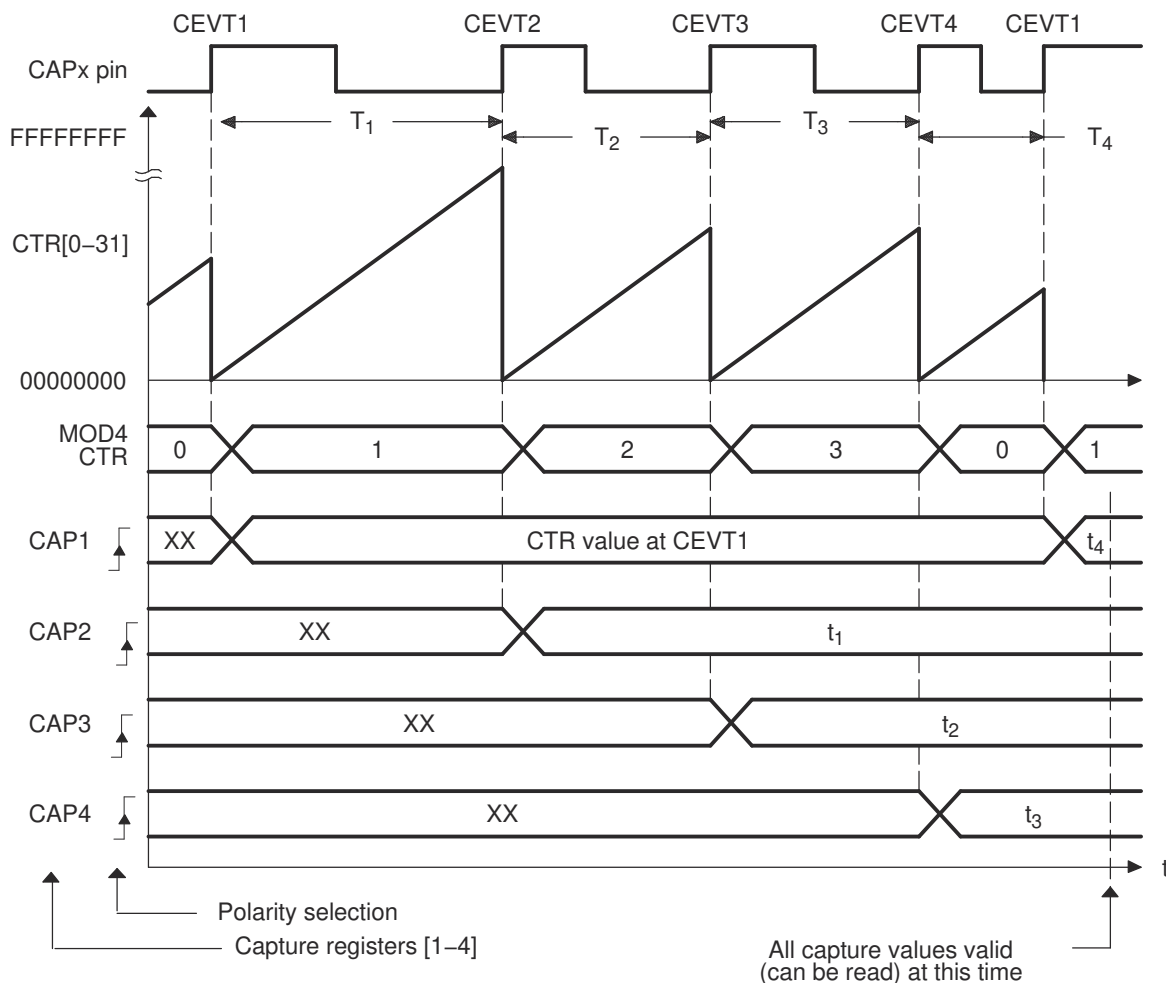 CEVT1 CEVT2 CEVT3 CEVT4 CEVT1
CAPx pin
T1 T2 T3 T4
FFFFFFFF
CTR[0−31]
00000000
MOD4
CTR
0 1 2 3 0 1
CAP1 XX CTR value at CEVT1 t4
CAP2 XX t1
CAP3 XX t2
CAP4 XX t3
t
Polarity selection
Capture registers [1−4]
All capture values valid
(can be read) at this time